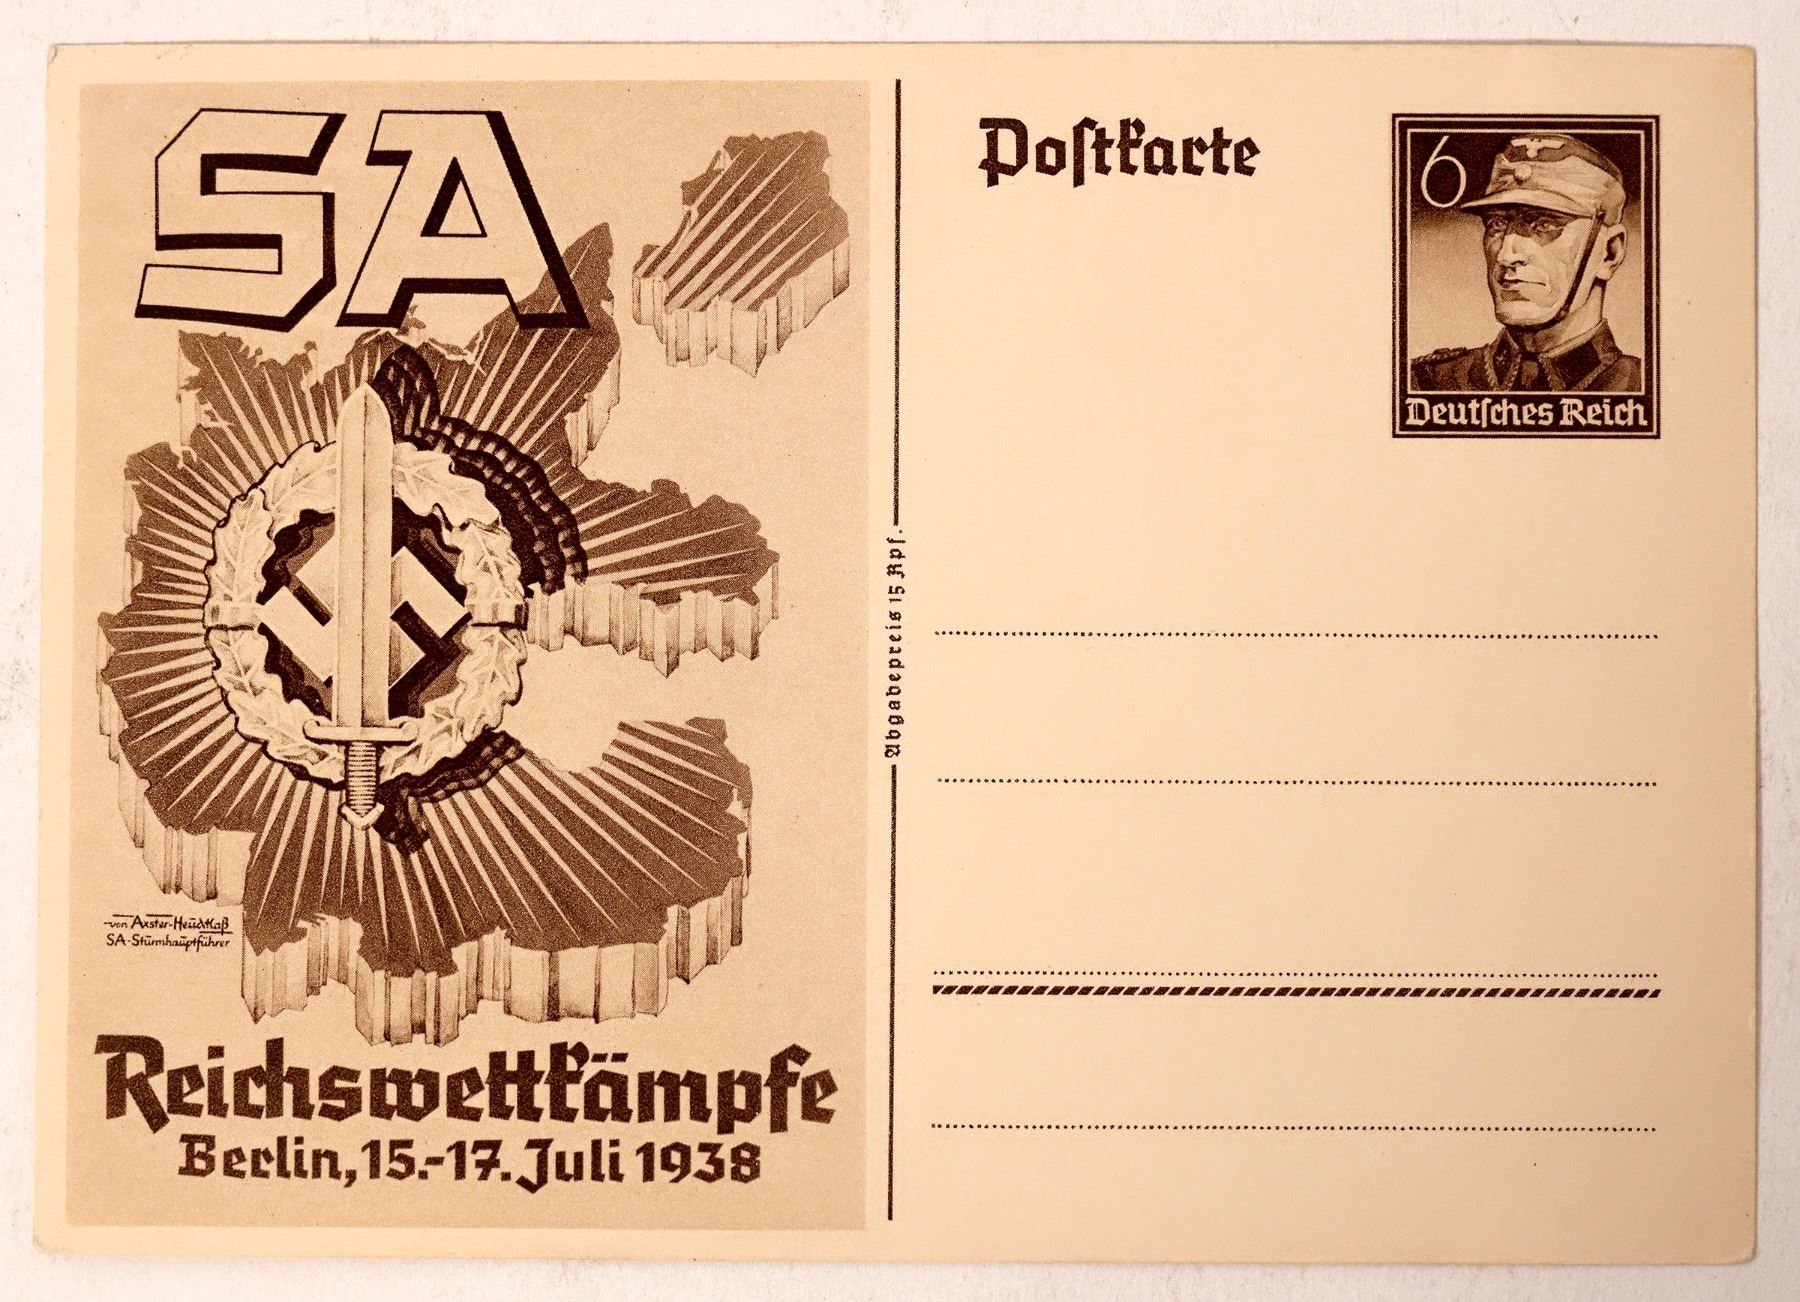 SA
von Axster-Heudtlaß
SA-Sturmhauptführer
Reichswettkämpfe
Berlin, 15.-17. Juli 1938
Abgabepreis 15 Rpf.
Postkarte
6
Deutsches Reich